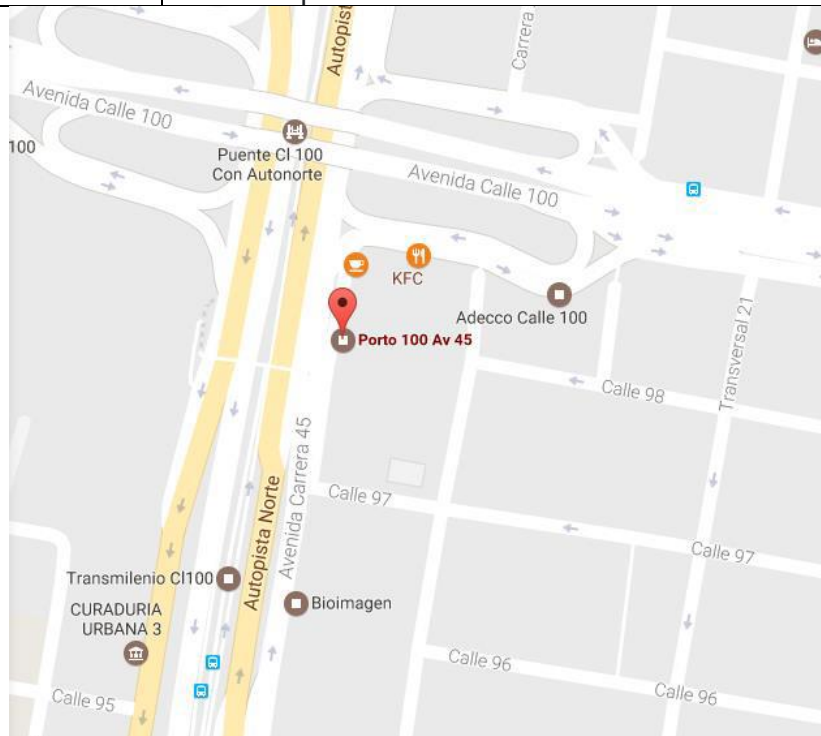 Autopist
Carrera
Avenida Calle 100
100
Puente Cl 100
Con Autonorte
Avenida Calle 100
KFC
Adecco Calle 100
Porto 100 Av 45
Transversal 21
Calle 98
Avenida Carrera 45
Calle 97
Autopista Norte
Calle 97
Transmilenio Cl100
Bioimagen
CURADURIA
URBANA 3
Calle 96
Calle 96
Calle 95